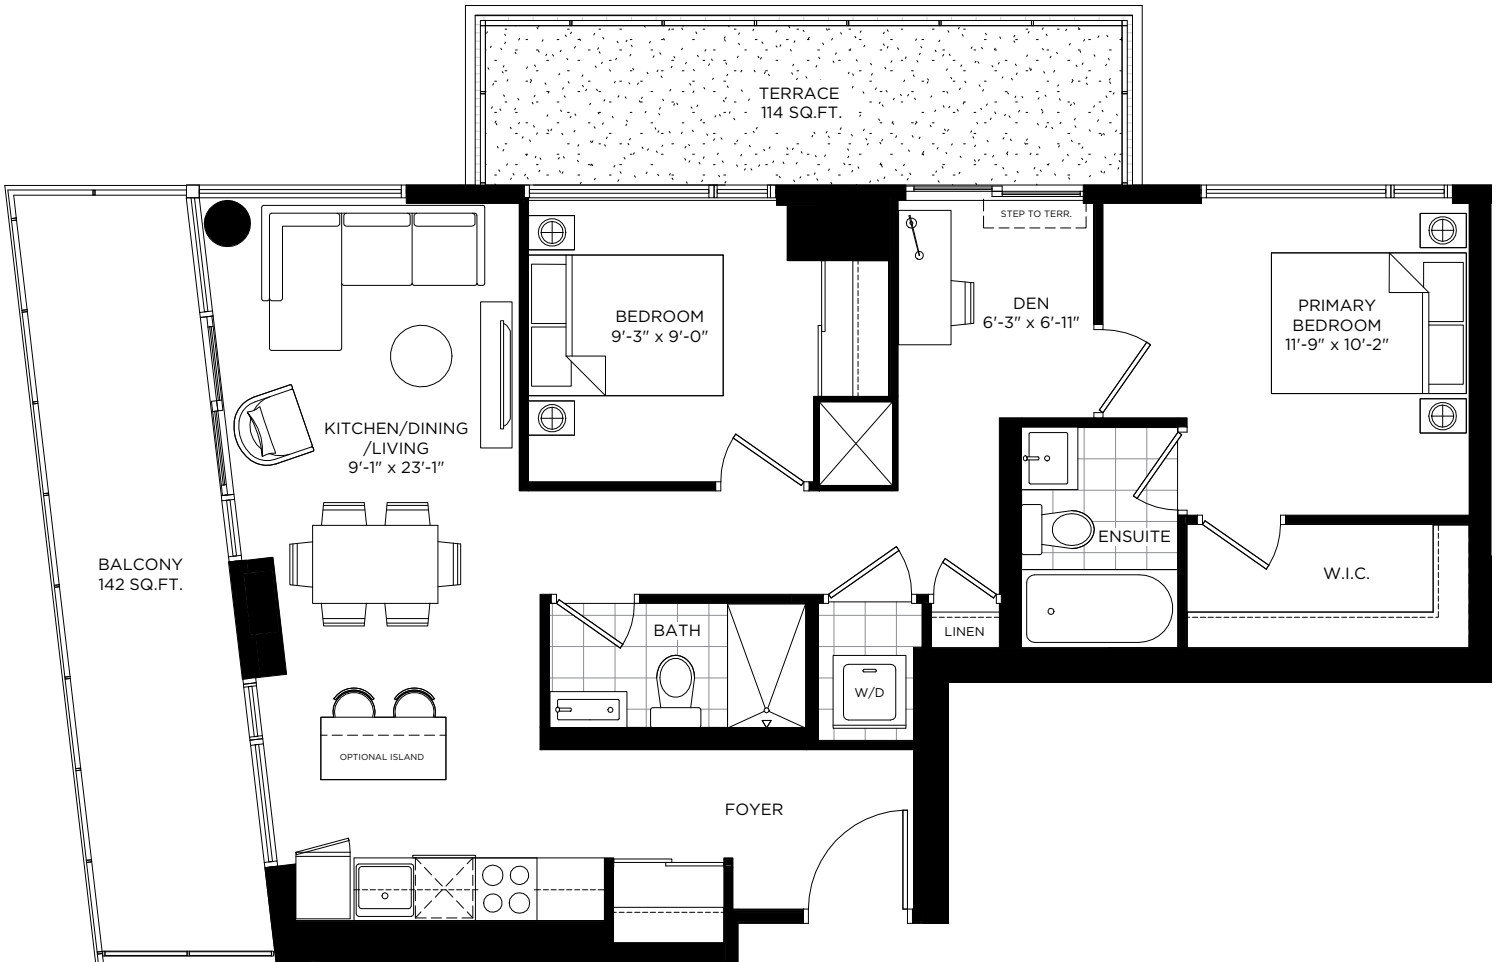 TERRACE
114 SQ.FT.
STEP TO TERR.
BEDROOM
9'-3" x 9'-0"
DEN
6'-3" x 6'-11"
PRIMARY
BEDROOM
11'-9" x 10'-2"
KITCHEN/DINING
/LIVING
9'-1" x 23'-1"
BALCONY
142 SQ.FT.
ENSUITE
W.I.C.
BATH
LINEN
W/D
OPTIONAL ISLAND
FOYER